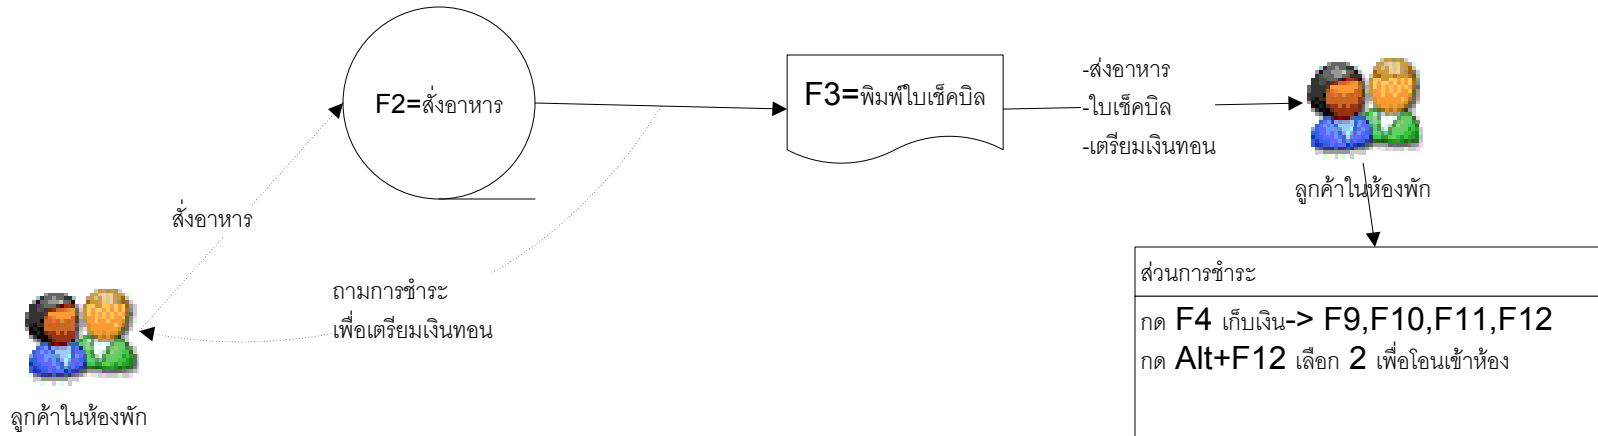 F2=สั่งอาหาร
F3=พิมพ์ใบเช็คบิล
-ส่งอาหาร
-ใบเช็คบิล
-เตรียมเงินทอน
ลูกค้าในห้องพัก
สั่งอาหาร
ถามการชำระ
เพื่อเตรียมเงินทอน
ลูกค้าในห้องพัก
ส่วนการชำระ
กด F4 เก็บเงิน-> F9,F10,F11,F12
กด Alt+F12 เลือก 2 เพื่อโอนเข้าห้อง